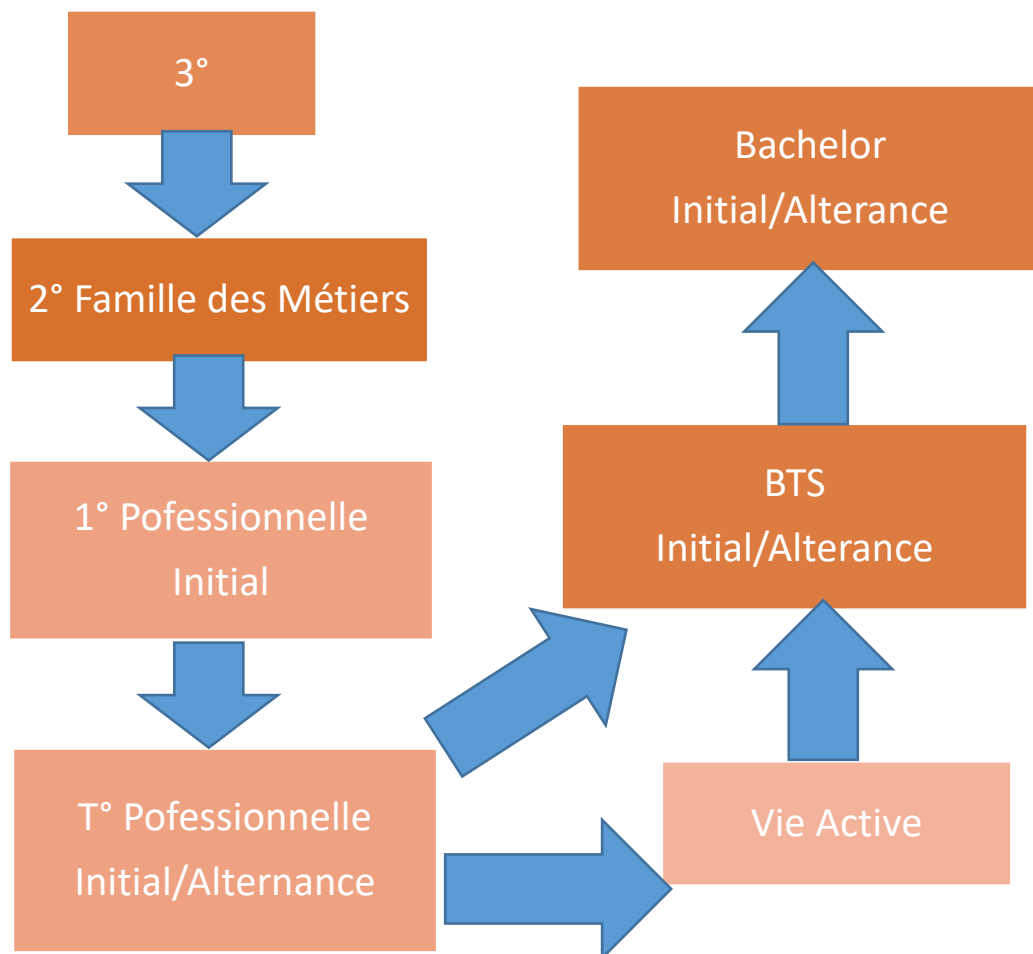 3°
2° Famille des Métiers
1° Pofessionnelle
Initial
T° Pofessionnelle
Initial/Alternance
Bachelor
Initial/Alterance
BTS
Initial/Alterance
Vie Active